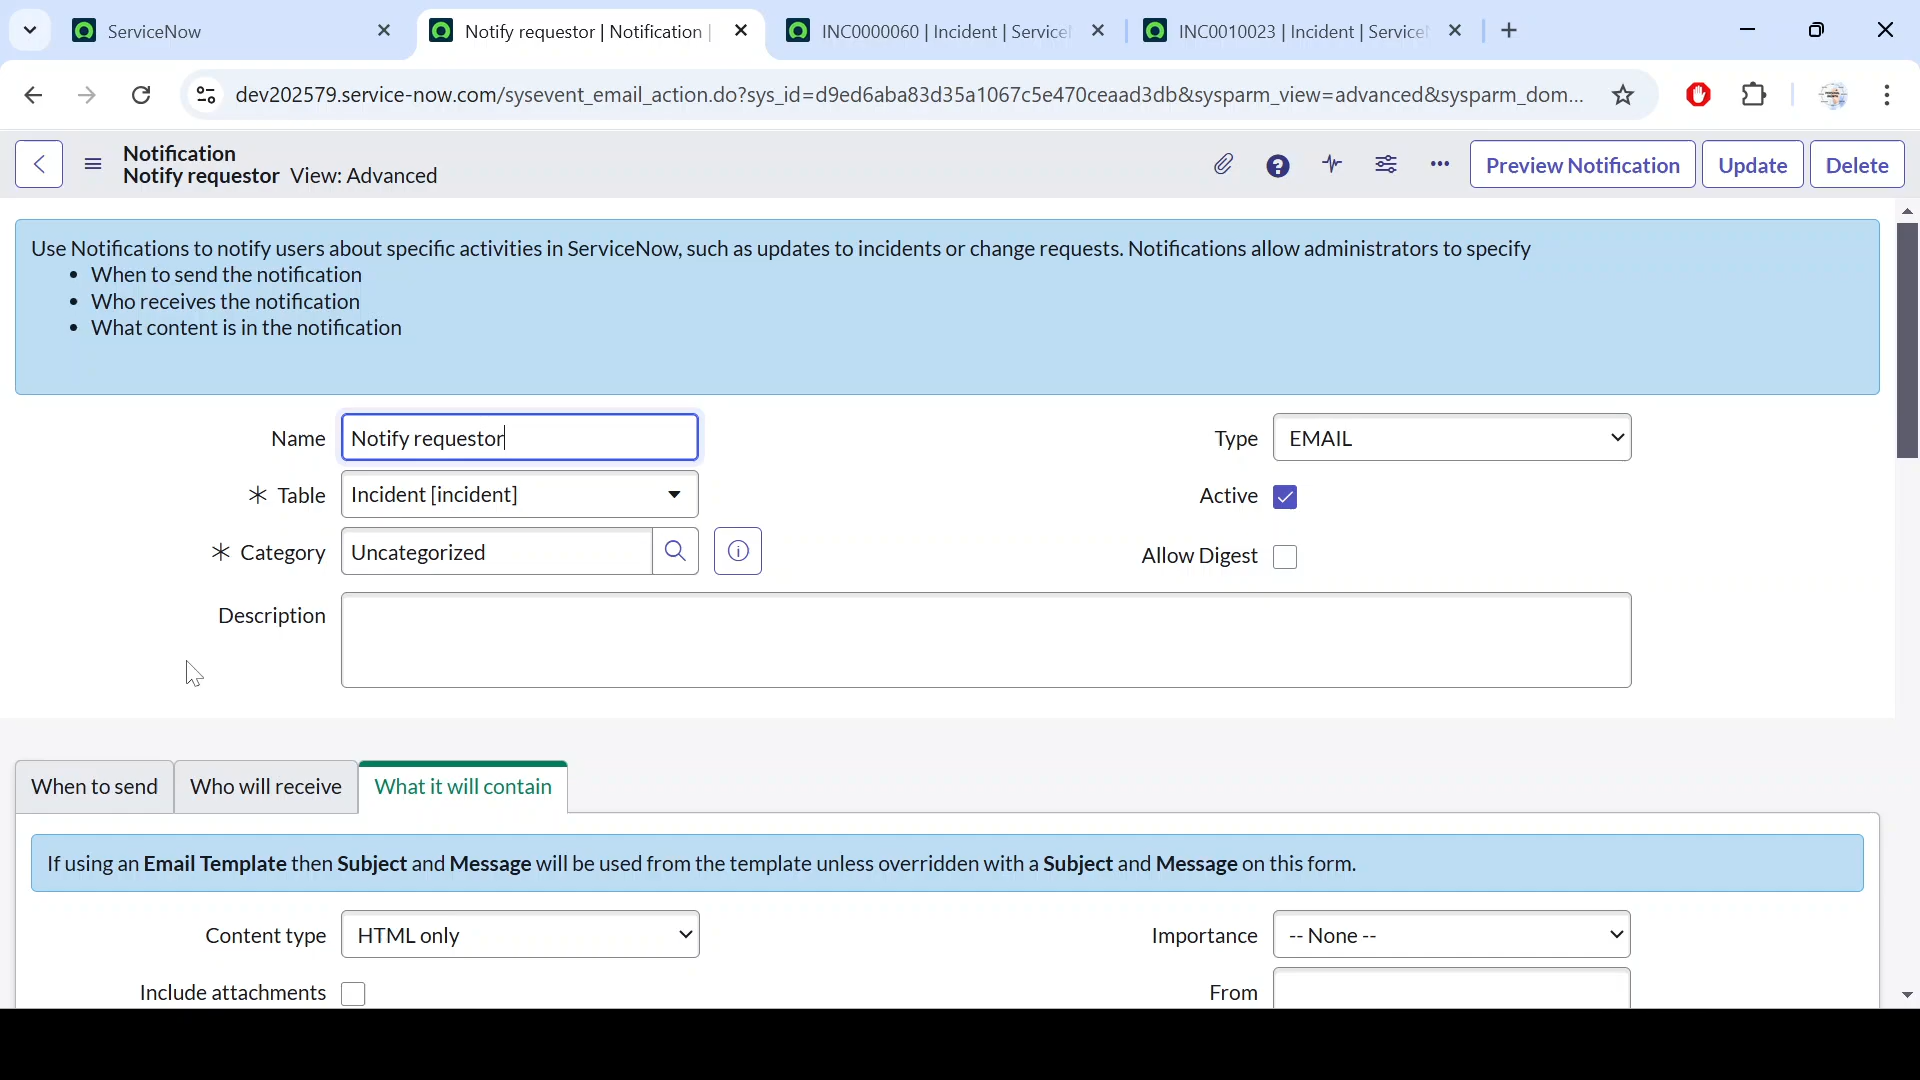 ServiceNow
Notify requestor | Notification |
INC0000060 | Incident | Service
INC0010023 | Incident | Service
dev202579.service-now.com/sysevent_email_action.do?sys_id=d9ed6aba83d35a1067c5e470ceaad3db&sysparm_view=advanced&sysparm_dom...
Notification
Notify requestor View: Advanced
Preview Notification
Update
Delete
Use Notifications to notify users about specific activities in ServiceNow, such as updates to incidents or change requests. Notifications allow administrators to specify
• When to send the notification
• Who receives the notification
• What content is in the notification
Name Notify requestor
Type EMAIL
* Table Incident [incident]
Active
* Category Uncategorized
Allow Digest
Description
When to send
Who will receive
What it will contain
If using an Email Template then Subject and Message will be used from the template unless overridden with a Subject and Message on this form.
Content type HTML only
Importance -- None --
Include attachments
From